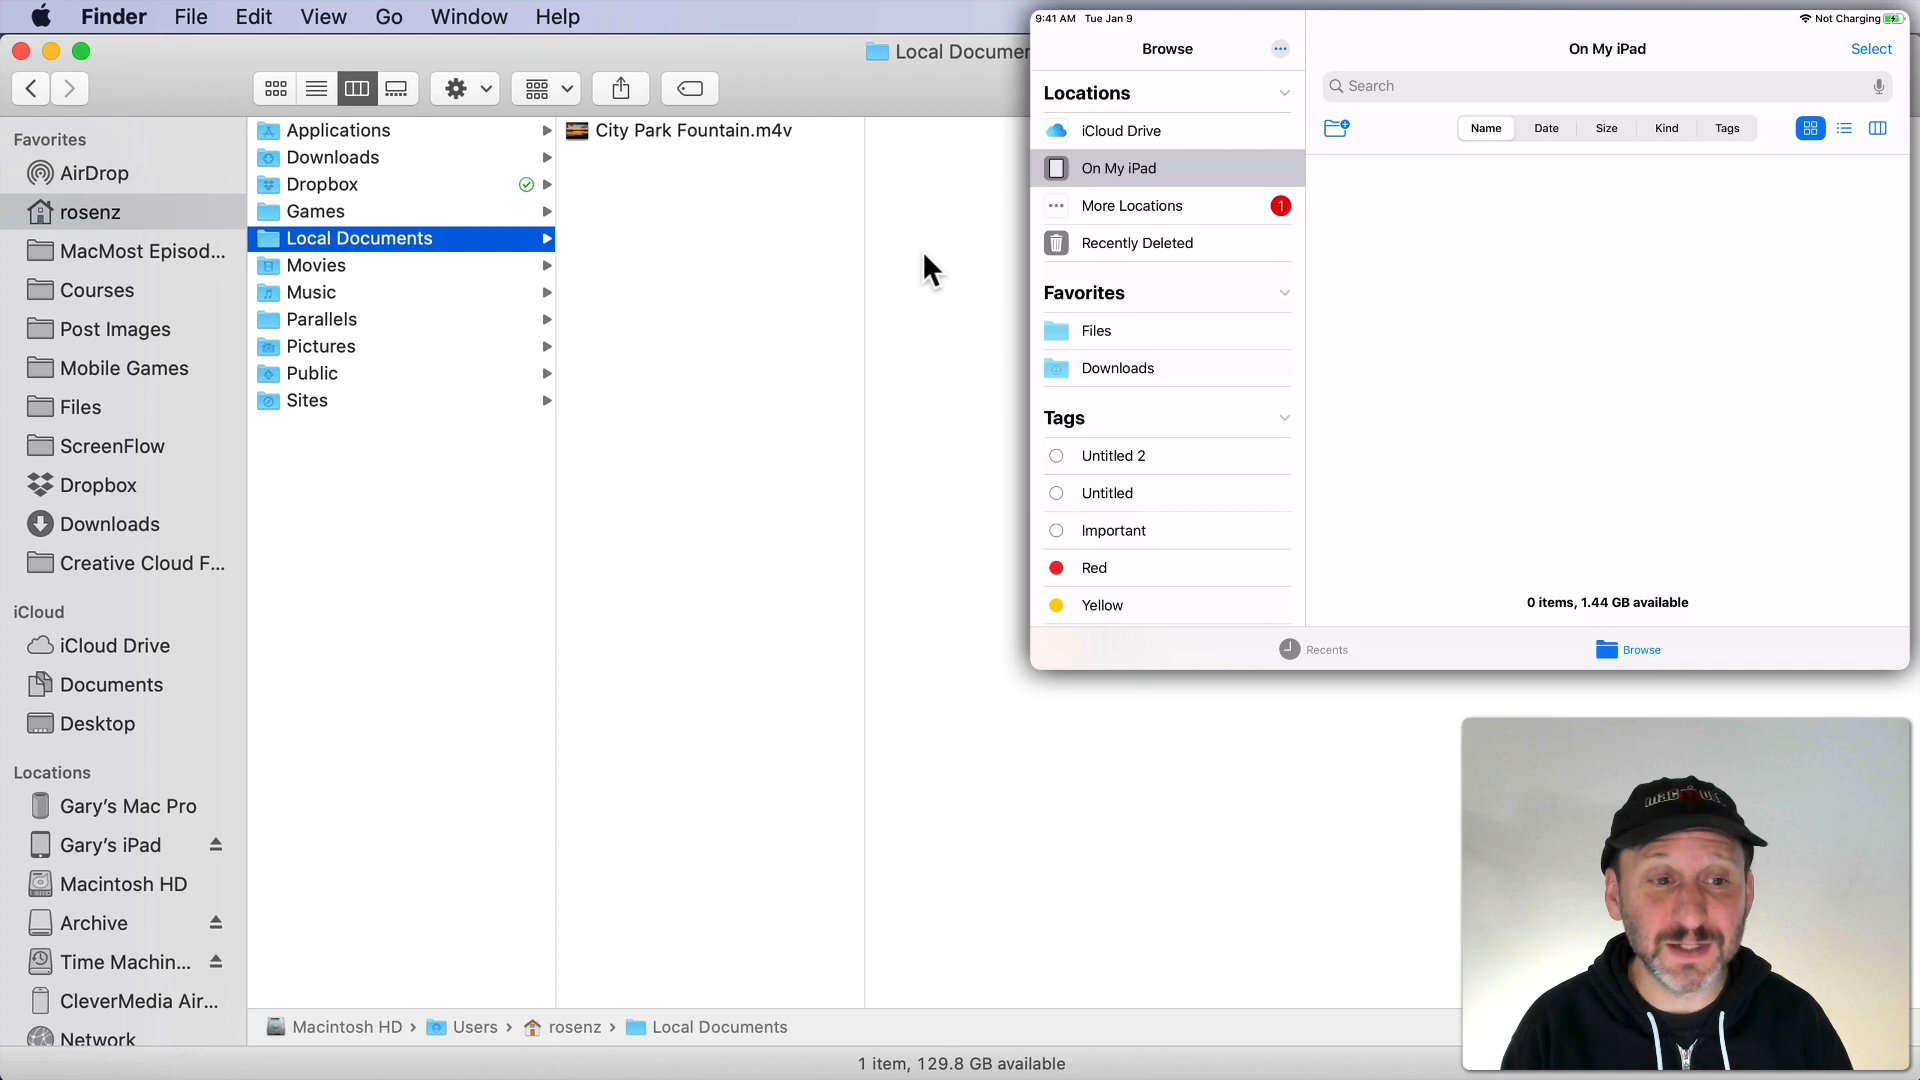 Finder File Edit View Go Window Help
Local Docume
Favorites
AirDrop
rosenz
MacMost Episod...
Courses
Post Images
Mobile Games
Files
ScreenFlow
Dropbox
Downloads
Creative Cloud F...
iCloud
iCloud Drive
Documents
Desktop
Locations
Gary's Mac Pro
Gary's iPad
Macintosh HD
Archive
Time Machin...
CleverMedia Air...
Network
Applications
Downloads
Dropbox
Games
Local Documents
Movies
Music
Parallels
Pictures
Public
Sites
City Park Fountain.m4v
Macintosh HD › Users › rosenz › Local Documents
1 item, 129.8 GB available
9:41 AM Tue Jan 9
Not Charging
Browse
Locations
iCloud Drive
On My iPad
More Locations 1
Recently Deleted
Favorites
Files
Downloads
Tags
Untitled 2
Untitled
Important
Red
Yellow
On My iPad
Select
Search
Name Date Size Kind Tags
0 items, 1.44 GB available
Recents
Browse